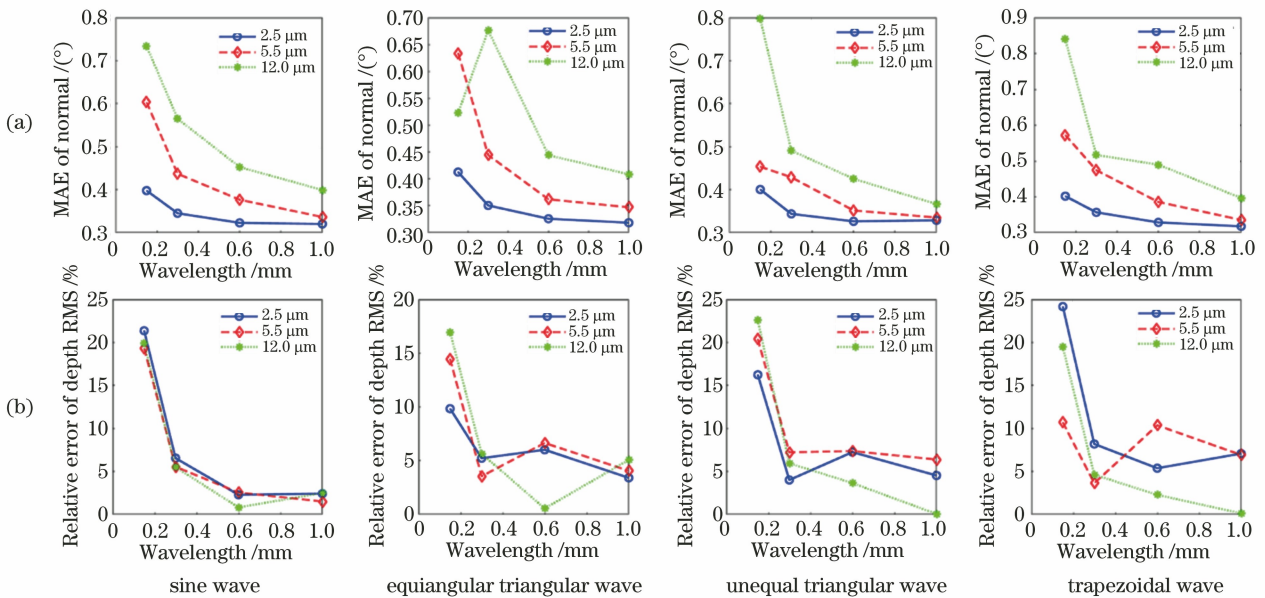 (a)
MAE of normal /(°)
0.8
0.7
0.6
0.5
0.4
0.3
0 0.2 0.4 0.6 0.8 1.0
Wavelength /mm
2.5 μm
5.5 μm
12.0 μm
MAE of normal /(°)
0.70
0.65
0.60
0.55
0.50
0.45
0.40
0.35
0.30
0 0.2 0.4 0.6 0.8 1.0
Wavelength /mm
2.5 μm
5.5 μm
12.0 μm
MAE of normal /(°)
0.8
0.7
0.6
0.5
0.4
0.3
0 0.2 0.4 0.6 0.8 1.0
Wavelength /mm
2.5 μm
5.5 μm
12.0 μm
MAE of normal /(°)
0.9
0.8
0.7
0.6
0.5
0.4
0.3
0 0.2 0.4 0.6 0.8 1.0
Wavelength /mm
2.5 μm
5.5 μm
12.0 μm
(b)
Relative error of depth RMS /%
25
20
15
10
5
0
0.2 0.4 0.6 0.8 1.0
Wavelength /mm
2.5 μm
5.5 μm
12.0 μm
sine wave
Relative error of depth RMS /%
20
15
10
5
0
0 0.2 0.4 0.6 0.8 1.0
Wavelength /mm
2.5 μm
5.5 μm
12.0 μm
equiangular triangular wave
Relative error of depth RMS /%
25
20
15
10
5
0
0 0.2 0.4 0.6 0.8 1.0
Wavelength /mm
2.5 μm
5.5 μm
12.0 μm
unequal triangular wave
Relative error of depth RMS /%
25
20
15
10
5
0
0 0.2 0.4 0.6 0.8 1.0
Wavelength /mm
2.5 μm
5.5 μm
12.0 μm
trapezoidal wave